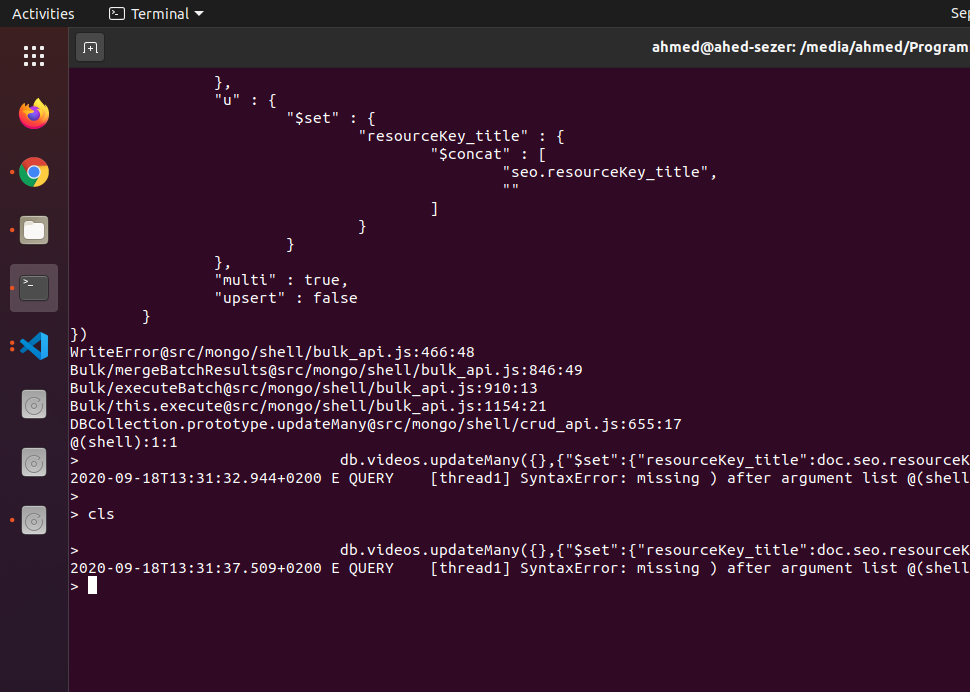 Activities Terminal Sep
ahmed@ahed-sezer: /media/ahmed/Program
},
"u" : {
"$set" : {
"resourceKey_title" : {
"$concat" : [
"seo.resourceKey_title",
""
]
}
}
},
"multi" : true,
"upsert" : false
}
})
WriteError@src/mongo/shell/bulk_api.js:466:48
Bulk/mergeBatchResults@src/mongo/shell/bulk_api.js:846:49
Bulk/executeBatch@src/mongo/shell/bulk_api.js:910:13
Bulk/this.execute@src/mongo/shell/bulk_api.js:1154:21
DBCollection.prototype.updateMany@src/mongo/shell/crud_api.js:655:17
@(shell):1:1
> db.videos.updateMany({},{"$set":{"resourceKey_title":doc.seo.resourceK
2020-09-18T13:31:32.944+0200 E QUERY [thread1] SyntaxError: missing ) after argument list @(shell
>
> cls
> db.videos.updateMany({},{"$set":{"resourceKey_title":doc.seo.resourceK
2020-09-18T13:31:37.509+0200 E QUERY [thread1] SyntaxError: missing ) after argument list @(shell
>